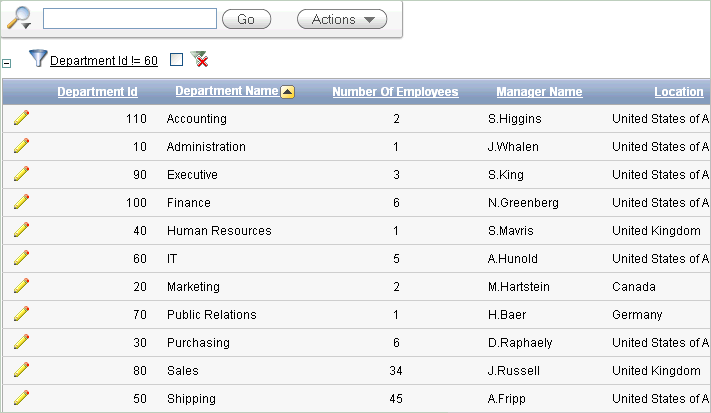 Go Actions
Department Id != 60
Department Id Department Name Number Of Employees Manager Name Location
110 Accounting 2 S.Higgins United States of A
10 Administration 1 J.Whalen United States of A
90 Executive 3 S.King United States of A
100 Finance 6 N.Greenberg United States of A
40 Human Resources 1 S.Mavris United Kingdom
60 IT 5 A.Hunold United States of A
20 Marketing 2 M.Hartstein Canada
70 Public Relations 1 H.Baer Germany
30 Purchasing 6 D.Raphaely United States of A
80 Sales 34 J.Russell United Kingdom
50 Shipping 45 A.Fripp United States of A